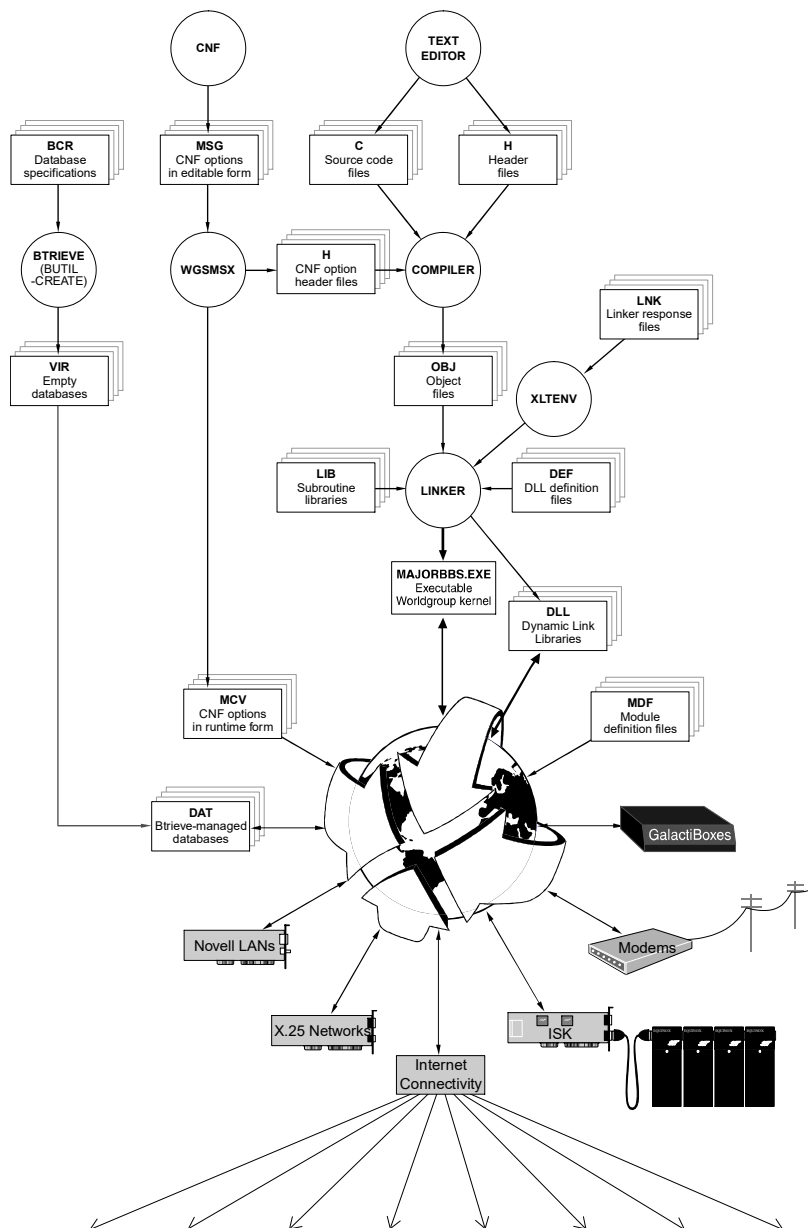 CNF
TEXT
EDITOR
BCR
Database
specifications
MSG
CNF options
in editable form
C
Source code
files
H
Header
files
BTRIEVE
(BUTIL
-CREATE)
WGSMSX
H
CNF option
header files
COMPILER
LNK
Linker response
files
VIR
Empty
databases
OBJ
Object
files
XLTENV
LIB
Subroutine
libraries
LINKER
DEF
DLL definition
files
MAJORBBS.EXE
Executable
Worldgroup kernel
DLL
Dynamic Link
Libraries
MCV
CNF options
in runtime form
MDF
Module
definition files
DAT
Btrieve-managed
databases
GalactiBoxes
Novell LANs
Modems
X.25 Networks
ISK
EQUINOX
EQUINOX
EQUINOX
EQUINOX
Internet
Connectivity